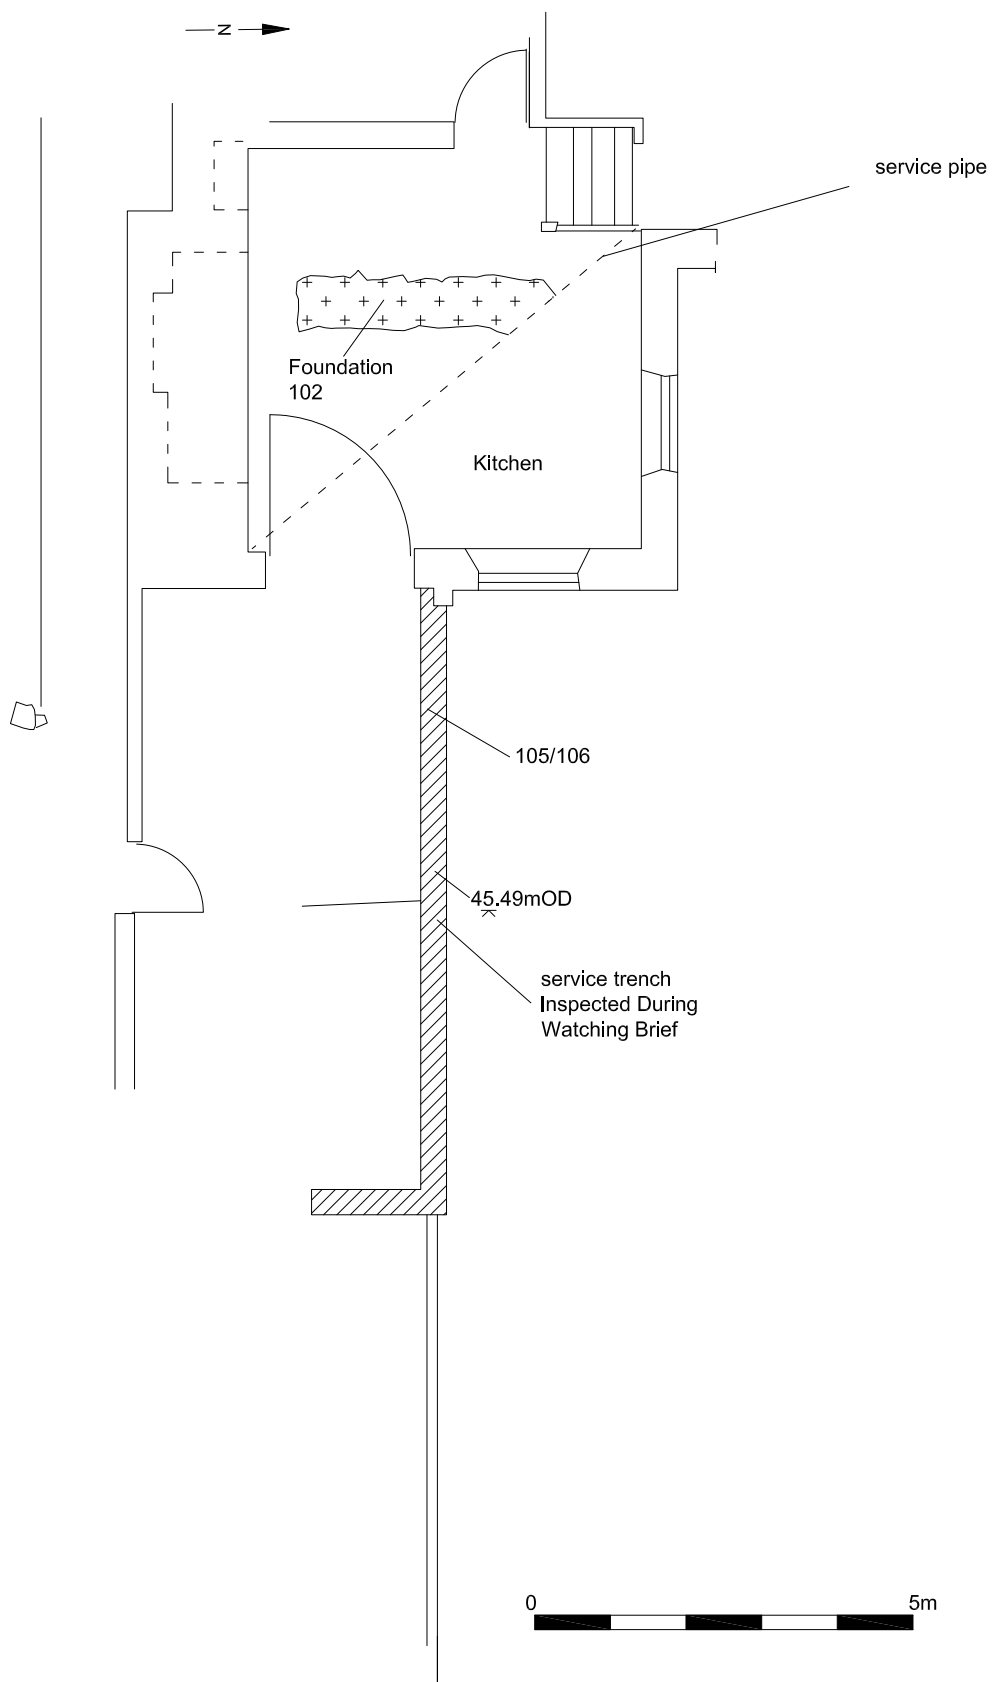 N
service pipe
Foundation
102
Kitchen
105/106
45.49mOD
service trench
Inspected During
Watching Brief
0 5m